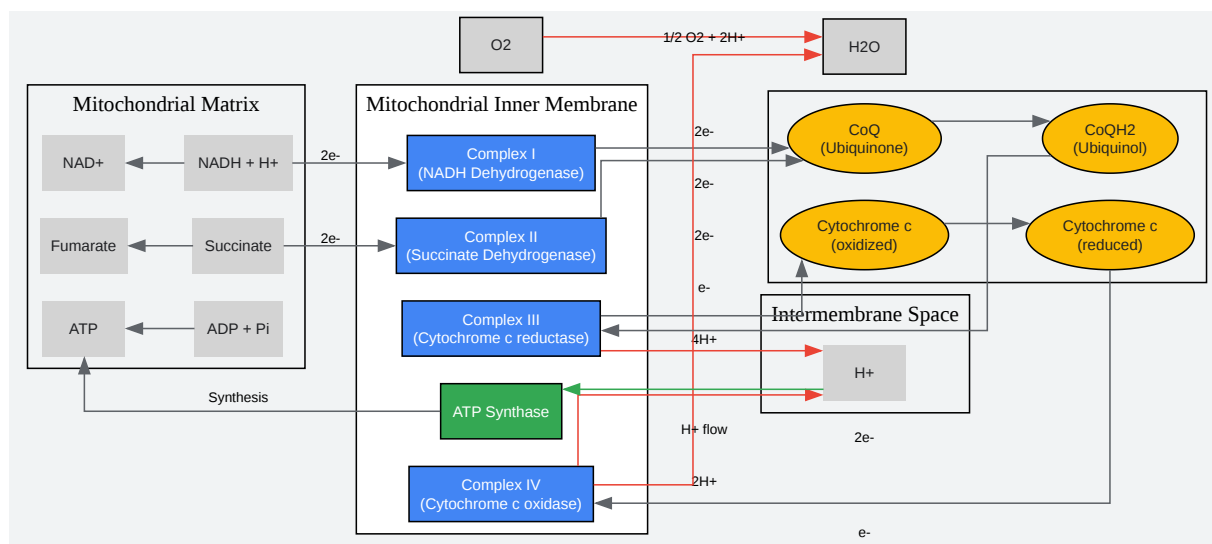 O2
1/2 O2 + 2H+
H2O
Mitochondrial Matrix
NAD+
NADH + H+
2e-
Fumarate
Succinate
2e-
ATP
ADP + Pi
Synthesis
Mitochondrial Inner Membrane
Complex I
(NADH Dehydrogenase)
Complex II
(Succinate Dehydrogenase)
Complex III
(Cytochrome c reductase)
ATP Synthase
Complex IV
(Cytochrome c oxidase)
2e-
2e-
2e-
e-
4H+
H+ flow
2H+
CoQ
(Ubiquinone)
CoQH2
(Ubiquinol)
Cytochrome c
(oxidized)
Cytochrome c
(reduced)
Intermembrane Space
H+
2e-
e-